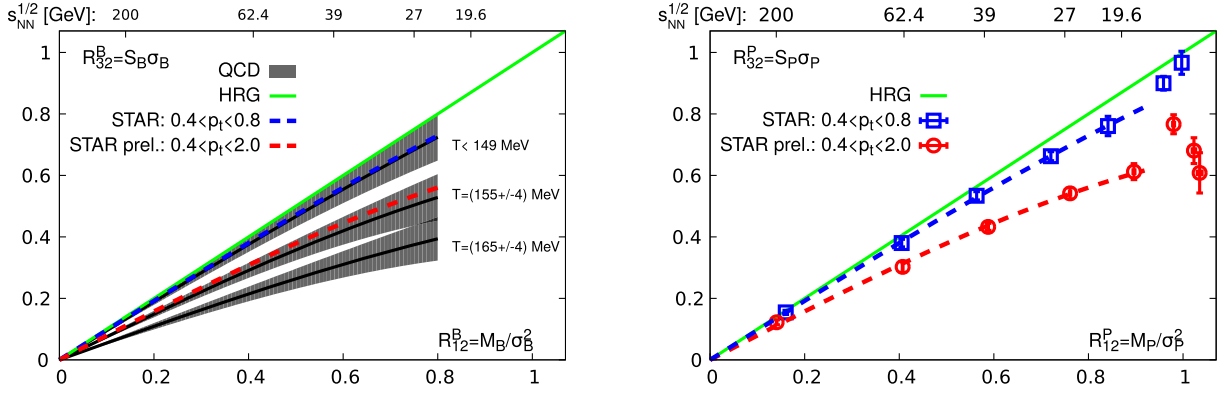 s_NN^1/2 [GeV]: 200 62.4 39 27 19.6
R_32^B=S_Bσ_B
QCD
HRG
STAR: 0.4<p_t<0.8
STAR prel.: 0.4<p_t<2.0
T< 149 MeV
T=(155+/-4) MeV
T=(165+/-4) MeV
R_12^B=M_B/σ_B^2
1
0.8
0.6
0.4
0.2
0
0 0.2 0.4 0.6 0.8 1
s_NN^1/2 [GeV]: 200 62.4 39 27 19.6
R_32^P=S_Pσ_P
HRG
STAR: 0.4<p_t<0.8
STAR prel.: 0.4<p_t<2.0
R_12^P=M_P/σ_P^2
1
0.8
0.6
0.4
0.2
0
0 0.2 0.4 0.6 0.8 1